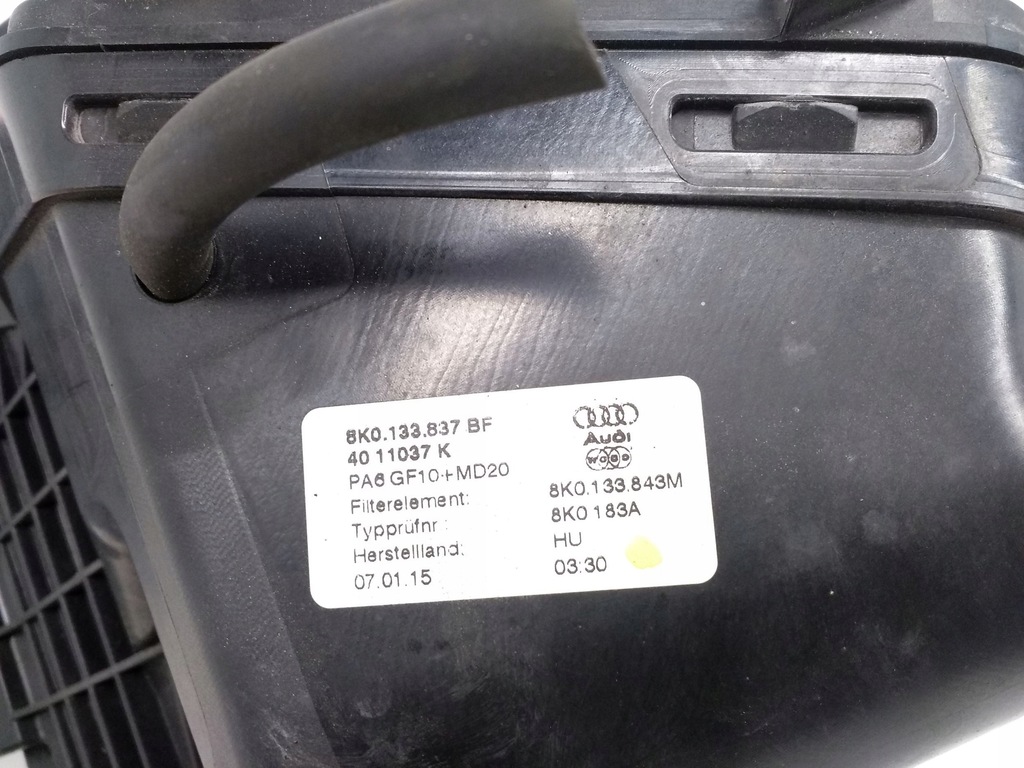 8K0.133.837 BF
40 11037 K
PA6 GF10+MD20
Filterelement: 8K0.133.843M
Typprüfnr.: 8K0 183A
Herstellland: HU
07.01.15 03:30
Audi